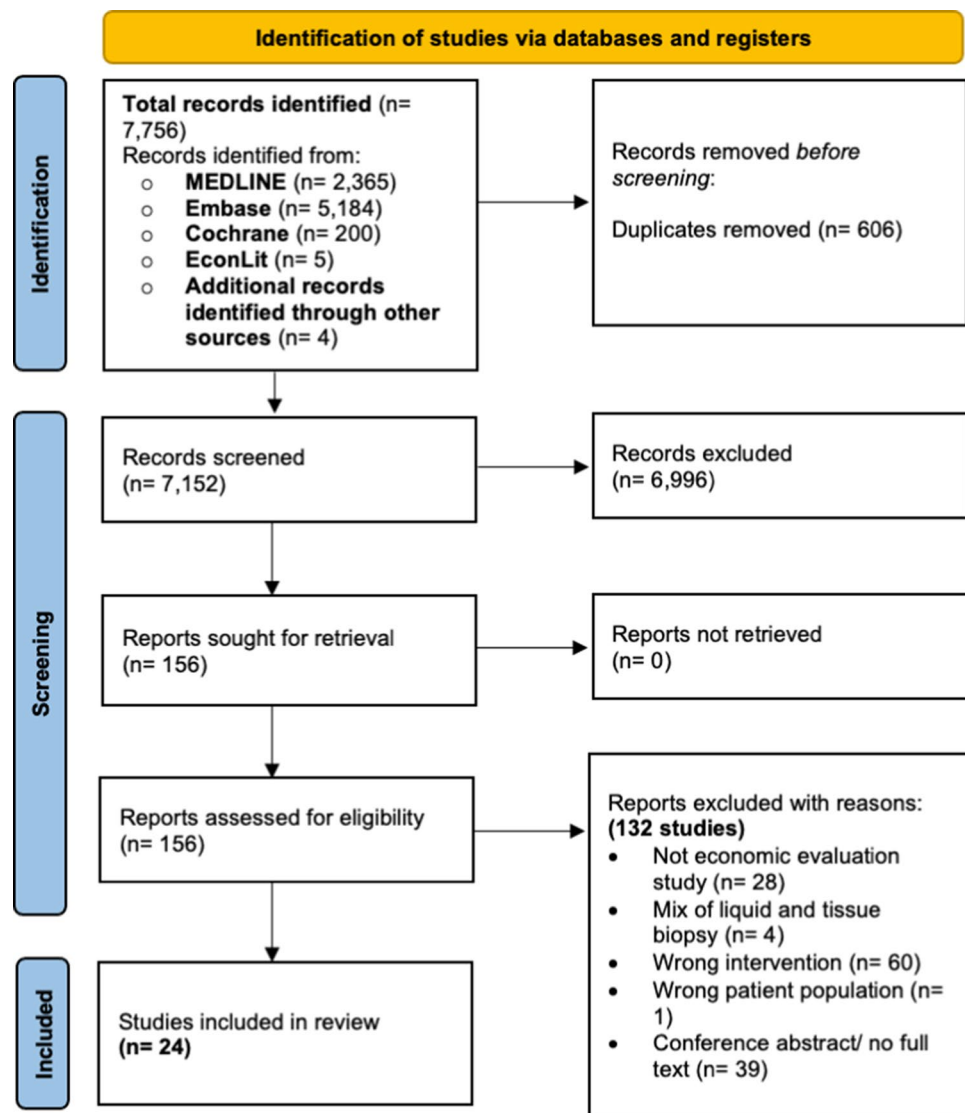 Identification of studies via databases and registers
Identification
Total records identified (n=
7,756)
Records identified from:
○ MEDLINE (n= 2,365)
○ Embase (n= 5,184)
○ Cochrane (n= 200)
○ EconLit (n= 5)
○ Additional records
identified through other
sources (n= 4)
Records removed before
screening:
Duplicates removed (n= 606)
Screening
Records screened
(n= 7,152)
Records excluded
(n= 6,996)
Reports sought for retrieval
(n= 156)
Reports not retrieved
(n= 0)
Reports assessed for eligibility
(n= 156)
Reports excluded with reasons:
(132 studies)
• Not economic evaluation
study (n= 28)
• Mix of liquid and tissue
biopsy (n= 4)
• Wrong intervention (n= 60)
• Wrong patient population (n=
1)
• Conference abstract/ no full
text (n= 39)
Included
Studies included in review
(n= 24)